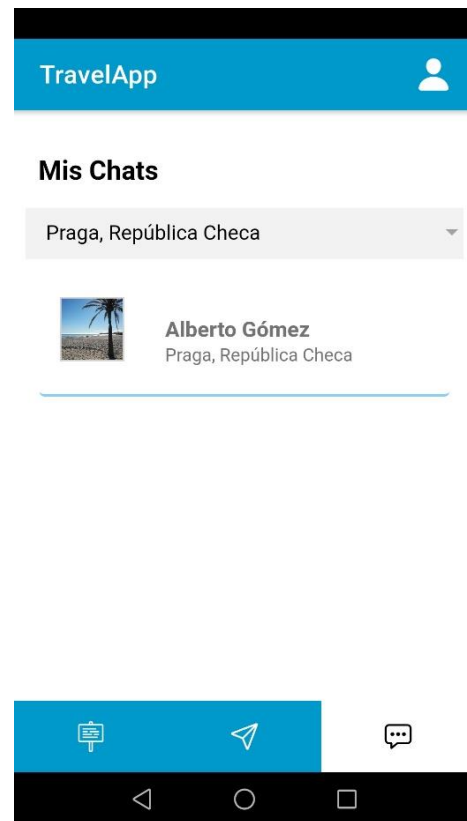 TravelApp
Mis Chats
Praga, República Checa
Alberto Gómez
Praga, República Checa